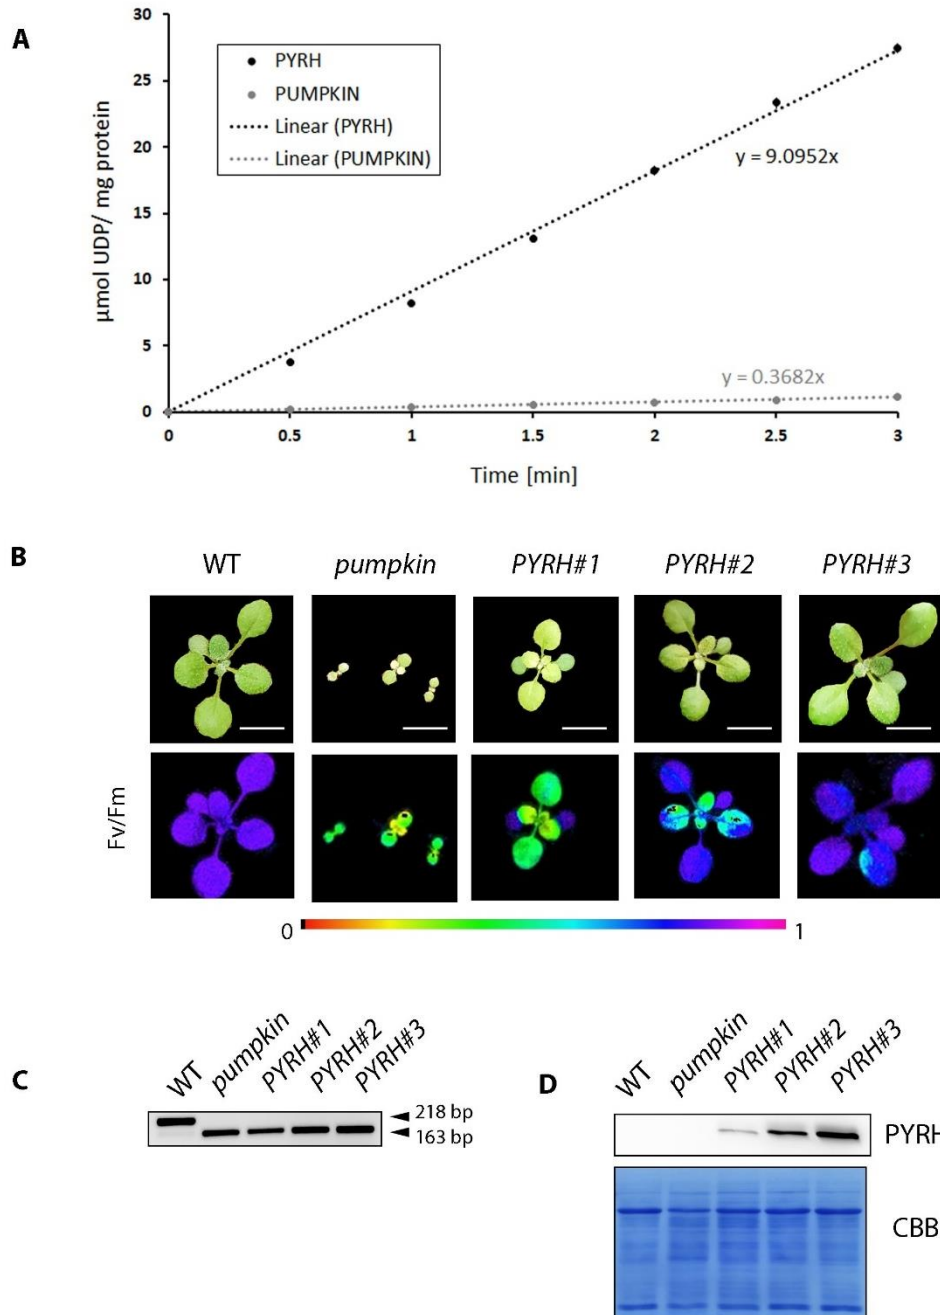 A
30
25
20
15
10
5
0
µmol UDP/ mg protein
PYRH
PUMPKIN
Linear (PYRH)
Linear (PUMPKIN)
y = 9.0952x
y = 0.3682x
0 0.5 1 1.5 2 2.5 3
Time [min]
B
WT pumpkin PYRH#1 PYRH#2 PYRH#3
Fv/Fm
0 1
C
WT pumpkin PYRH#1 PYRH#2 PYRH#3
218 bp
163 bp
D
WT pumpkin PYRH#1 PYRH#2 PYRH#3
PYRH
CBB